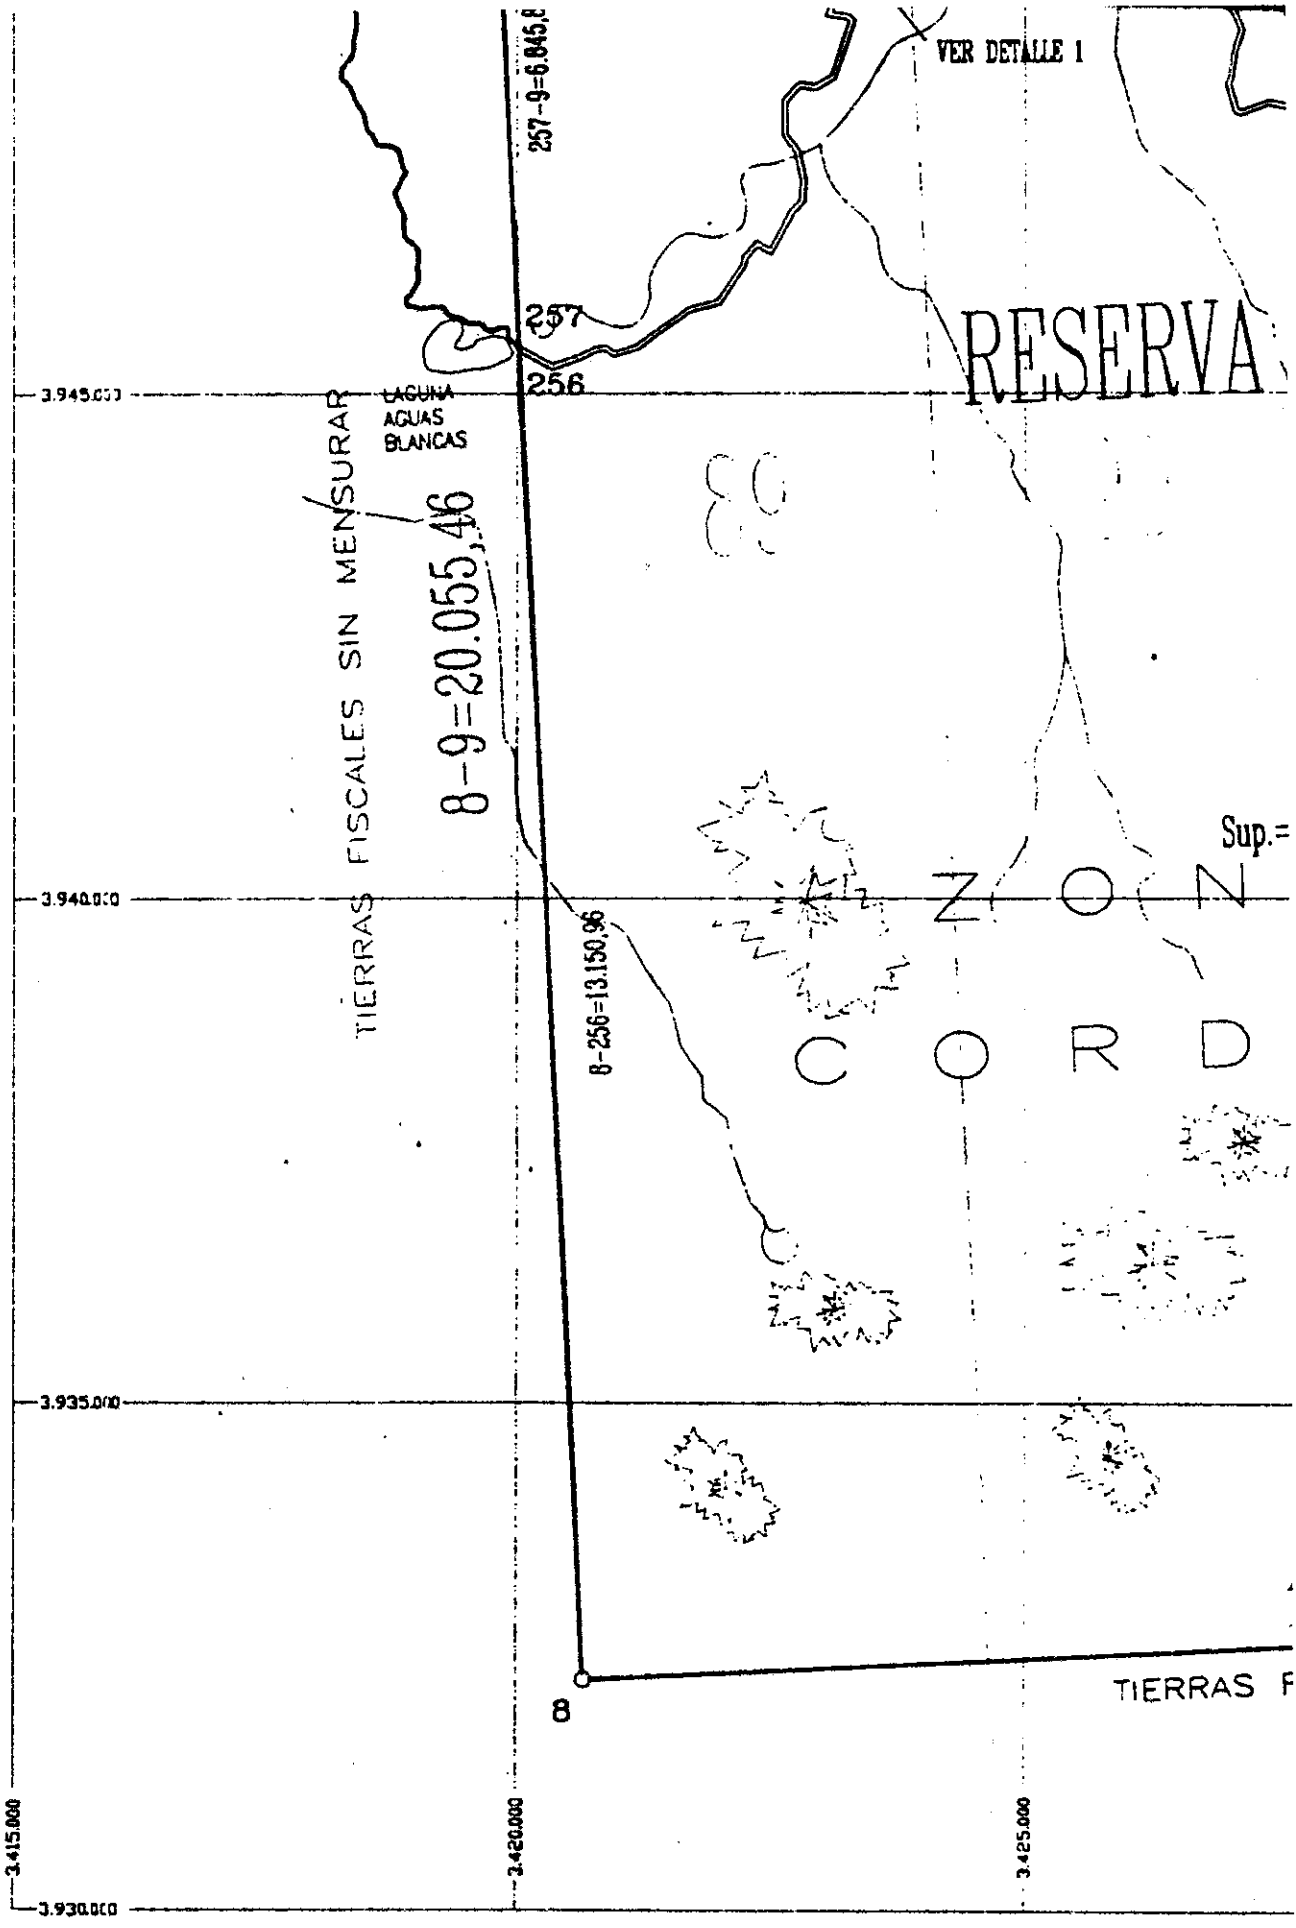 257-9=6.845,8
VER DETALLE 1
257
256
RESERVA
3.945.000
LAGUNA
AGUAS
BLANCAS
TIERRAS FISCALES SIN MENSURAR
8-9=20.055,46
Sup.=
3.940.000
Z O N
8-256=13.150,96
C O R D
3.935.000
8
TIERRAS F
3.415.000
3.420.000
3.425.000
3.930.000